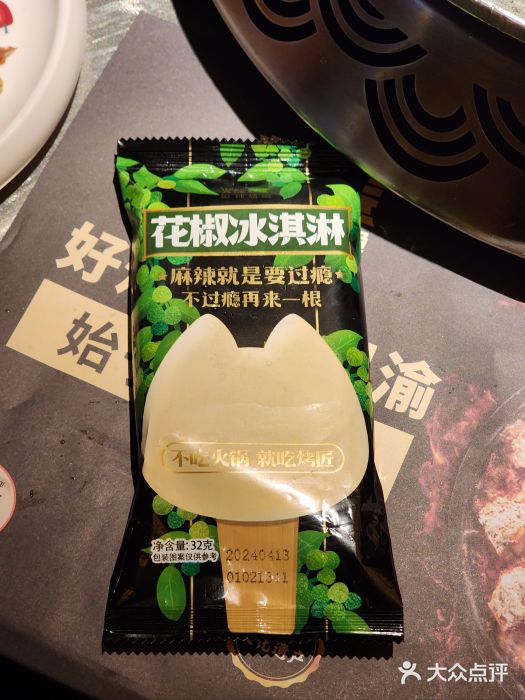 花椒冰淇淋
麻辣就是要过瘾
不过瘾再来一根
好
始
渝
不吃火锅 就吃烤匠
净含量:32克
包装图案仅供参考
20240413
01021341
大众点评